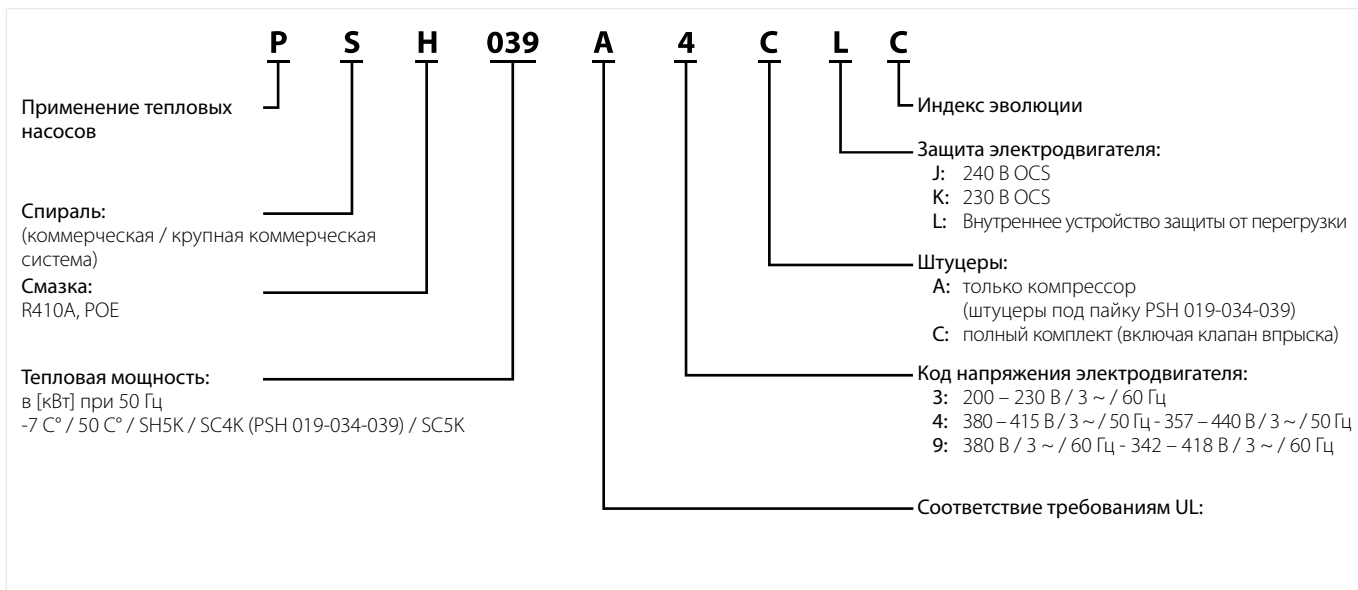 P S H 039 A 4 C L C
Применение тепловых
насосов
Спираль:
(коммерческая / крупная коммерческая
система)
Смазка:
R410A, POE
Тепловая мощность:
в [кВт] при 50 Гц
-7 C° / 50 C° / SH5K / SC4K (PSH 019-034-039) / SC5K
Индекс эволюции
Защита электродвигателя:
J: 240 В OCS
K: 230 В OCS
L: Внутреннее устройство защиты от перегрузки
Штуцеры:
A: только компрессор
(штуцеры под пайку PSH 019-034-039)
C: полный комплект (включая клапан впрыска)
Код напряжения электродвигателя:
3: 200 – 230 В / 3 ~ / 60 Гц
4: 380 – 415 В / 3 ~ / 50 Гц - 357 – 440 В / 3 ~ / 50 Гц
9: 380 В / 3 ~ / 60 Гц - 342 – 418 В / 3 ~ / 60 Гц
Соответствие требованиям UL: